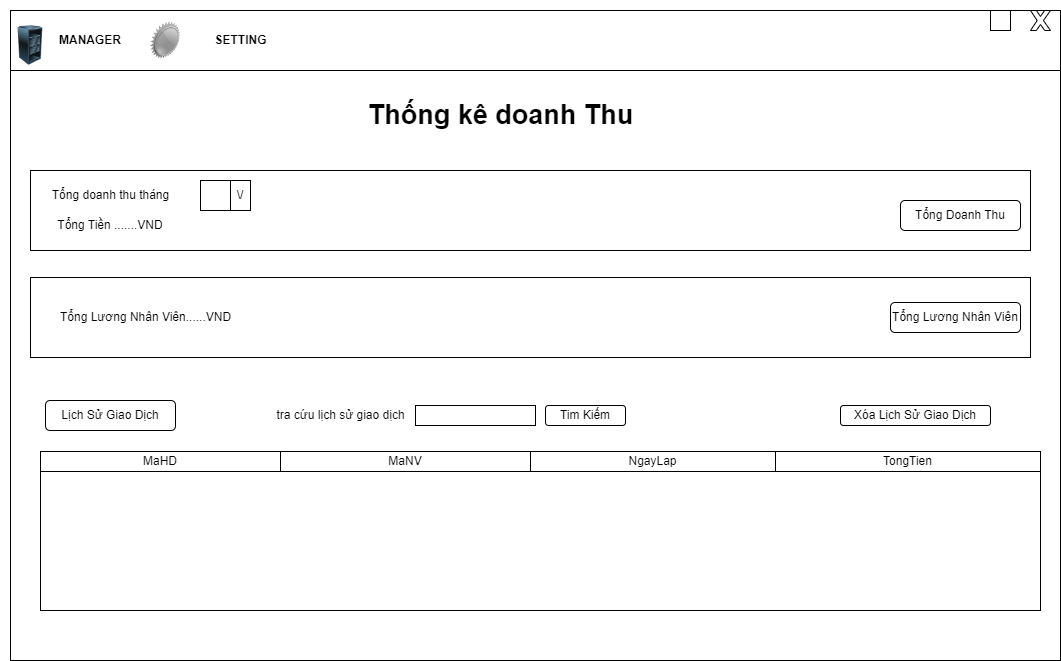 MANAGER SETTING X
Thống kê doanh Thu
Tổng doanh thu tháng V
Tổng Tiền .......VND
Tổng Doanh Thu
Tổng Lương Nhân Viên......VND
Tổng Lương Nhân Viên
Lịch Sử Giao Dịch tra cứu lịch sử giao dịch Tim Kiếm Xóa Lịch Sử Giao Dịch
MaHD MaNV NgayLap TongTien